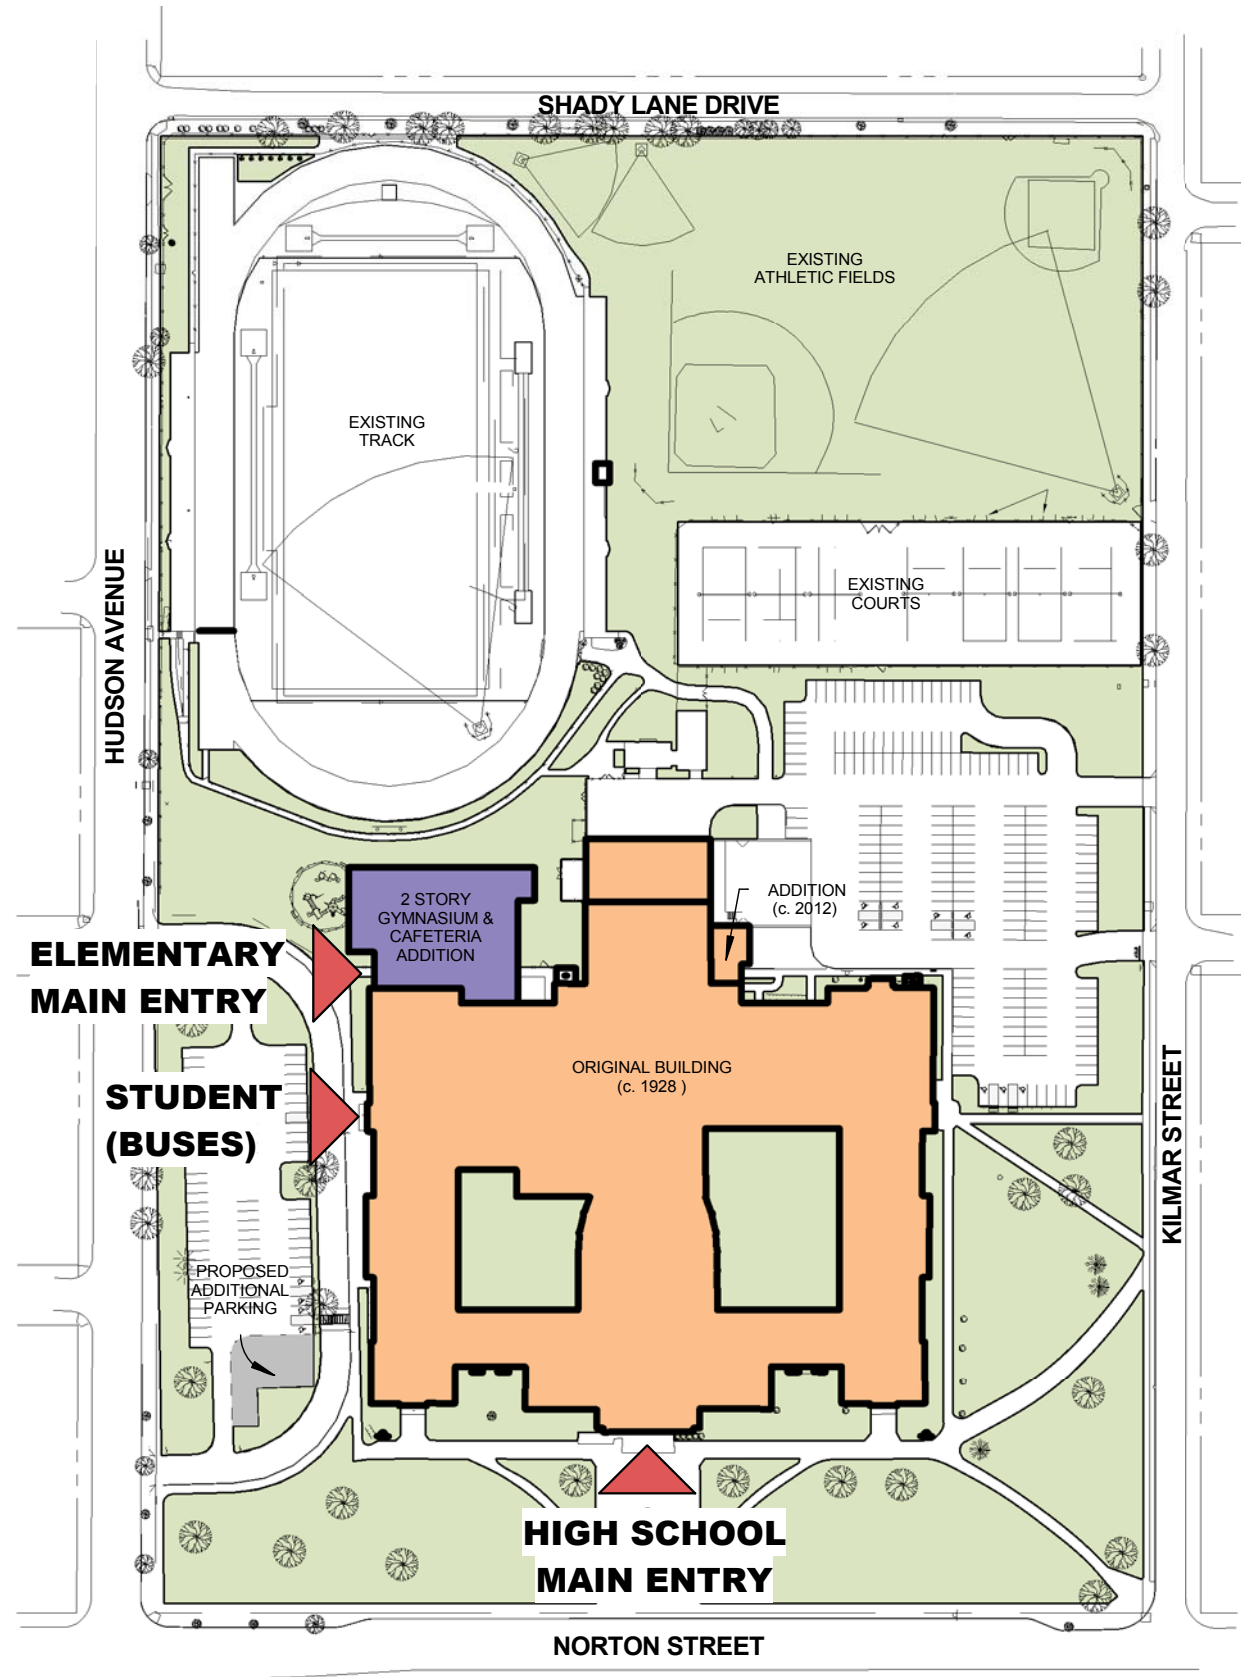 SHADY LANE DRIVE
EXISTING
ATHLETIC FIELDS
EXISTING
TRACK
HUDSON AVENUE
EXISTING
COURTS
2 STORY
GYMNASIUM &
CAFETERIA
ADDITION
ADDITION
(c. 2012)
ELEMENTARY
MAIN ENTRY
ORIGINAL BUILDING
(c. 1928 )
STUDENT
(BUSES)
KILMAR STREET
PROPOSED
ADDITIONAL
PARKING
HIGH SCHOOL
MAIN ENTRY
NORTON STREET